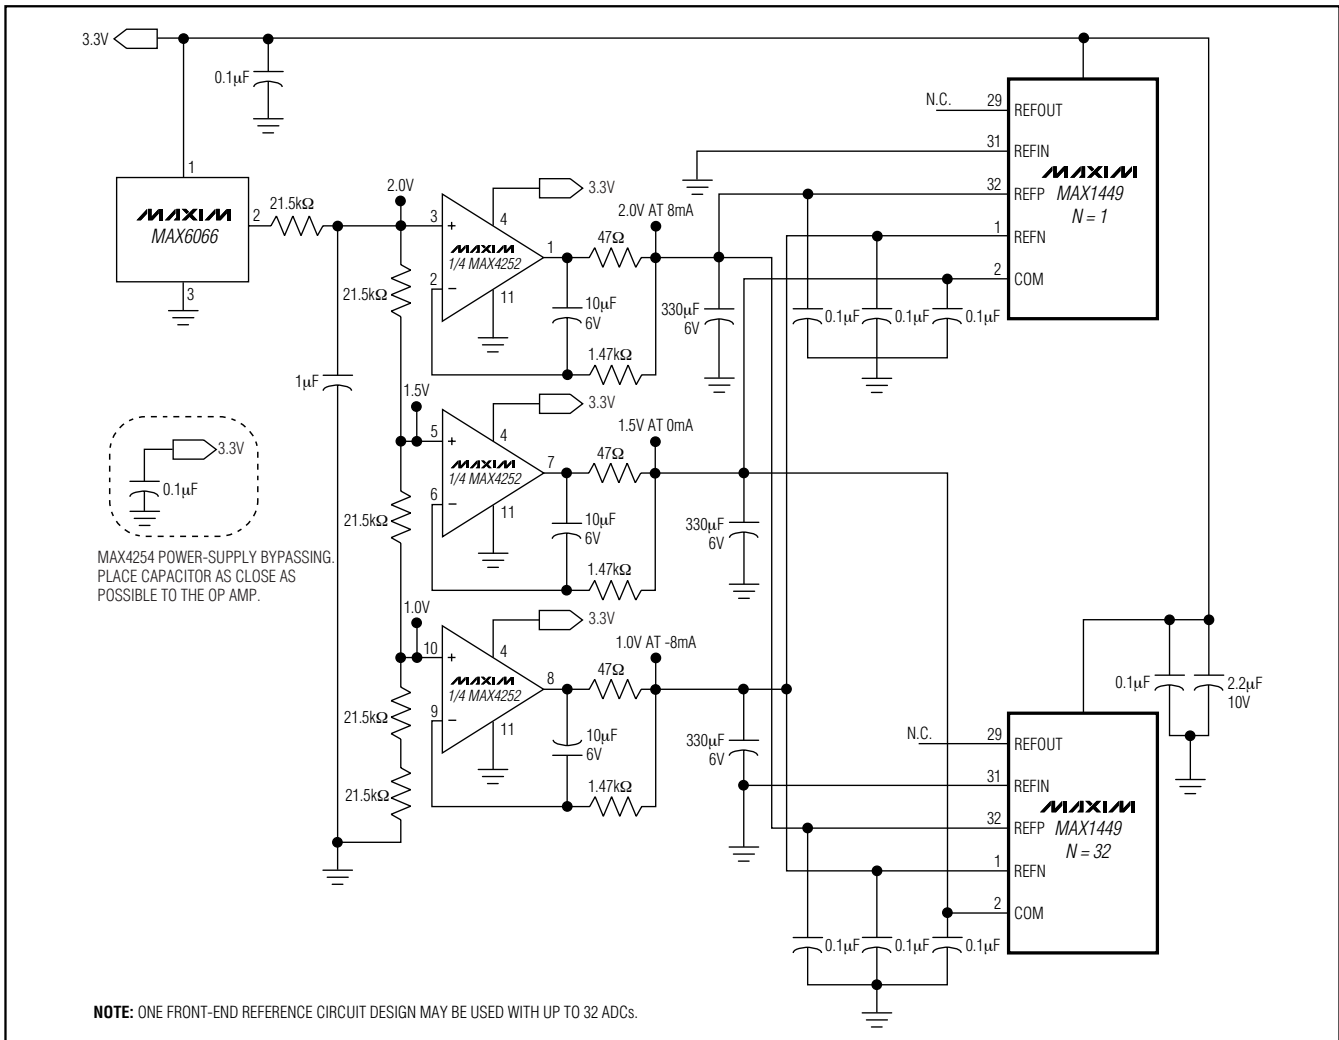 3.3V
0.1µF
1
MAXIM
MAX6066
2
3
21.5kΩ
2.0V
21.5kΩ
1µF
3
+
2
−
MAXIM
1/4 MAX4252
4
3.3V
11
1
47Ω
2.0V AT 8mA
10µF
6V
1.47kΩ
330µF
6V
1.5V
5
+
6
−
MAXIM
1/4 MAX4252
4
3.3V
11
7
47Ω
1.5V AT 0mA
10µF
6V
1.47kΩ
330µF
6V
21.5kΩ
3.3V
0.1µF
MAX4254 POWER-SUPPLY BYPASSING.
PLACE CAPACITOR AS CLOSE AS
POSSIBLE TO THE OP AMP.
1.0V
10
+
9
−
MAXIM
1/4 MAX4252
4
3.3V
11
8
47Ω
1.0V AT -8mA
10µF
6V
1.47kΩ
330µF
6V
21.5kΩ
21.5kΩ
N.C.
29
REFOUT
31
REFIN
32
REFP
1
REFN
2
COM
MAXIM
MAX1449
N = 1
0.1µF
0.1µF
0.1µF
0.1µF
2.2µF
10V
N.C.
29
REFOUT
31
REFIN
32
REFP
1
REFN
2
COM
MAXIM
MAX1449
N = 32
0.1µF
0.1µF
0.1µF
NOTE: ONE FRONT-END REFERENCE CIRCUIT DESIGN MAY BE USED WITH UP TO 32 ADCs.